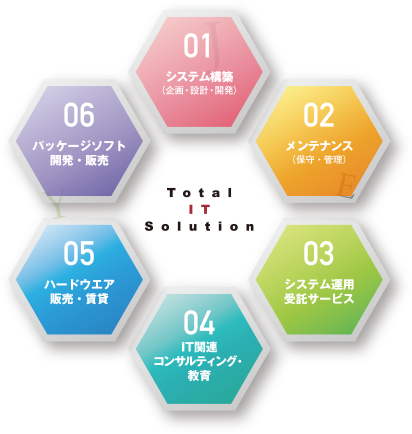 01
システム構築
(企画・設計・開発)
02
メンテナンス
(保守・管理)
03
システム運用
受託サービス
04
IT関連
コンサルティング・
教育
05
ハードウエア
販売・賃貸
06
パッケージソフト
開発・販売
Total
IT
Solution
J
E
Y